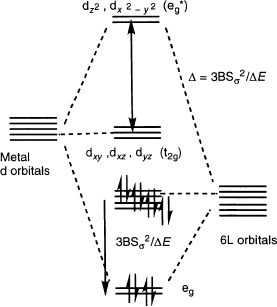 d_z², d_x² − y² (e_g*)
Δ = 3BS_σ²/ΔE
Metal
d orbitals
d_xy, d_xz, d_yz (t_2g)
3BS_σ²/ΔE
6L orbitals
e_g